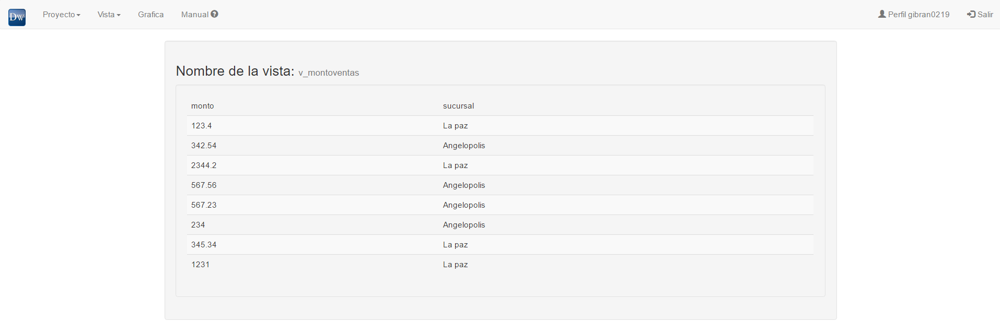 DW Proyecto Vista Grafica Manual Perfil gibran0219 Salir
Nombre de la vista: v_montoventas
monto sucursal
123.4 La paz
342.54 Angelopolis
2344.2 La paz
567.56 Angelopolis
567.23 Angelopolis
234 Angelopolis
345.34 La paz
1231 La paz